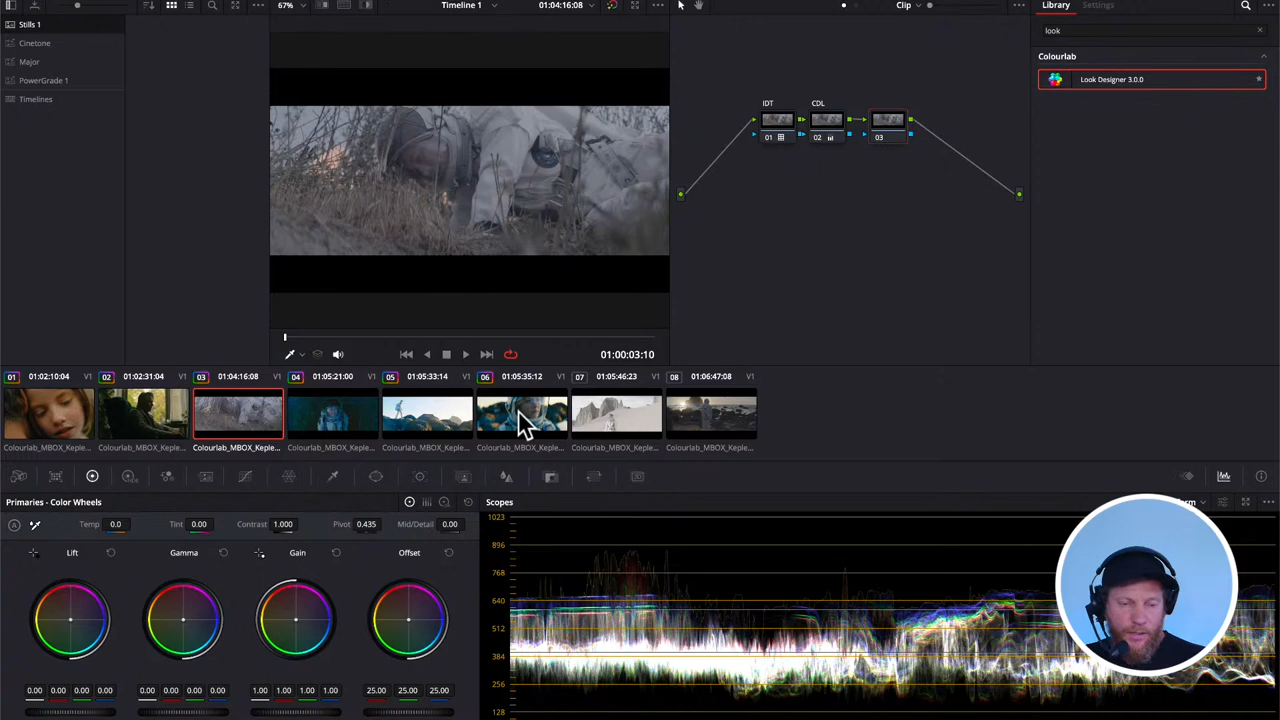 67%
Timeline 1
01:04:16:08
Clip
Library
Settings
Stills 1
Cinetone
Major
PowerGrade 1
Timelines
look
Colourlab
Look Designer 3.0.0
IDT
CDL
01
02
03
01:00:03:10
01 01:02:10:04 V1
02 01:02:31:04 V1
03 01:04:16:08 V1
04 01:05:21:00 V1
05 01:05:33:14 V1
06 01:05:35:12 V1
07 01:05:46:23 V1
08 01:06:47:08 V1
Colourlab_MBOX_Keple...
Colourlab_MBOX_Keple...
Colourlab_MBOX_Keple...
Colourlab_MBOX_Keple...
Colourlab_MBOX_Keple...
Colourlab_MBOX_Keple...
Colourlab_MBOX_Keple...
Colourlab_MBOX_Keple...
Primaries - Color Wheels
Scopes
A
Temp 0.0
Tint 0.00
Contrast 1.000
Pivot 0.435
Mid/Detail 0.00
Lift
Gamma
Gain
Offset
0.00 0.00 0.00 0.00
0.00 0.00 0.00 0.00
1.00 1.00 1.00 1.00
25.00 25.00 25.00
1023
896
768
640
512
384
256
128